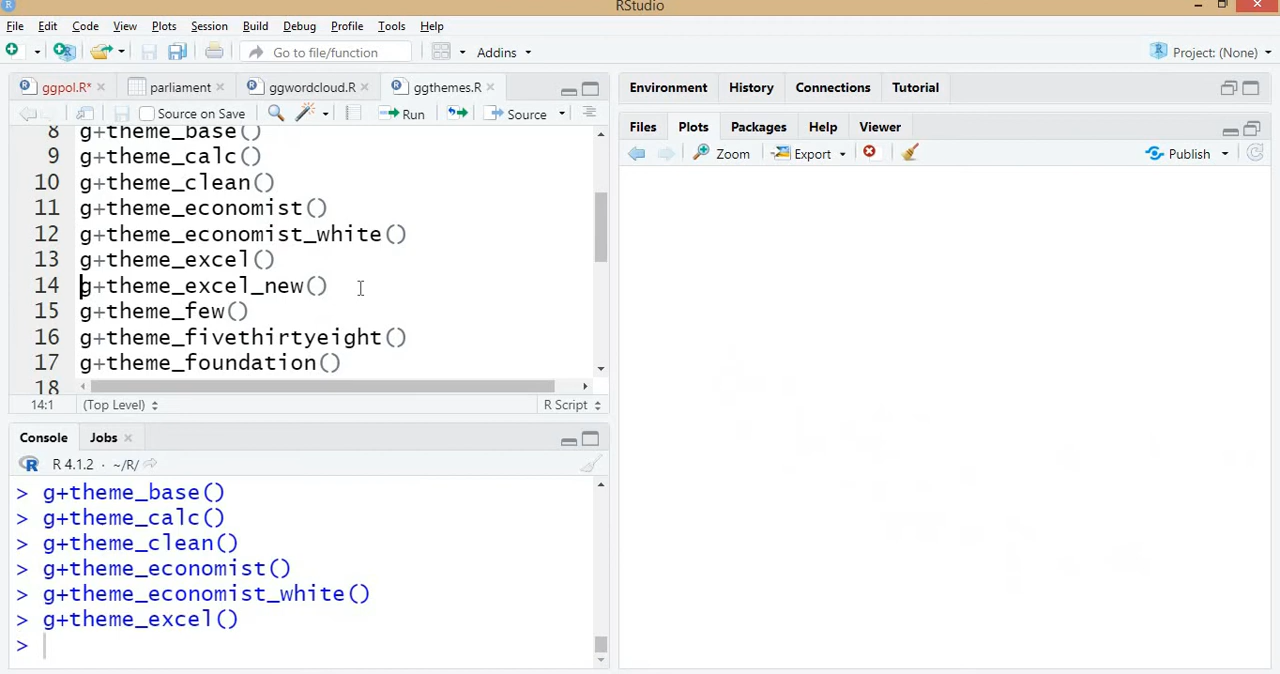 RStudio
File Edit Code View Plots Session Build Debug Profile Tools Help
Go to file/function Addins Project: (None)
ggpol.R* parliament ggwordcloud.R ggthemes.R
Source on Save Run Source
8 g+theme_base()
9 g+theme_calc()
10 g+theme_clean()
11 g+theme_economist()
12 g+theme_economist_white()
13 g+theme_excel()
14 g+theme_excel_new()
15 g+theme_few()
16 g+theme_fivethirtyeight()
17 g+theme_foundation()
18
14:1 (Top Level) R Script
Console Jobs
R 4.1.2 · ~/R/
> g+theme_base()
> g+theme_calc()
> g+theme_clean()
> g+theme_economist()
> g+theme_economist_white()
> g+theme_excel()
>
Environment History Connections Tutorial
Files Plots Packages Help Viewer
Zoom Export Publish